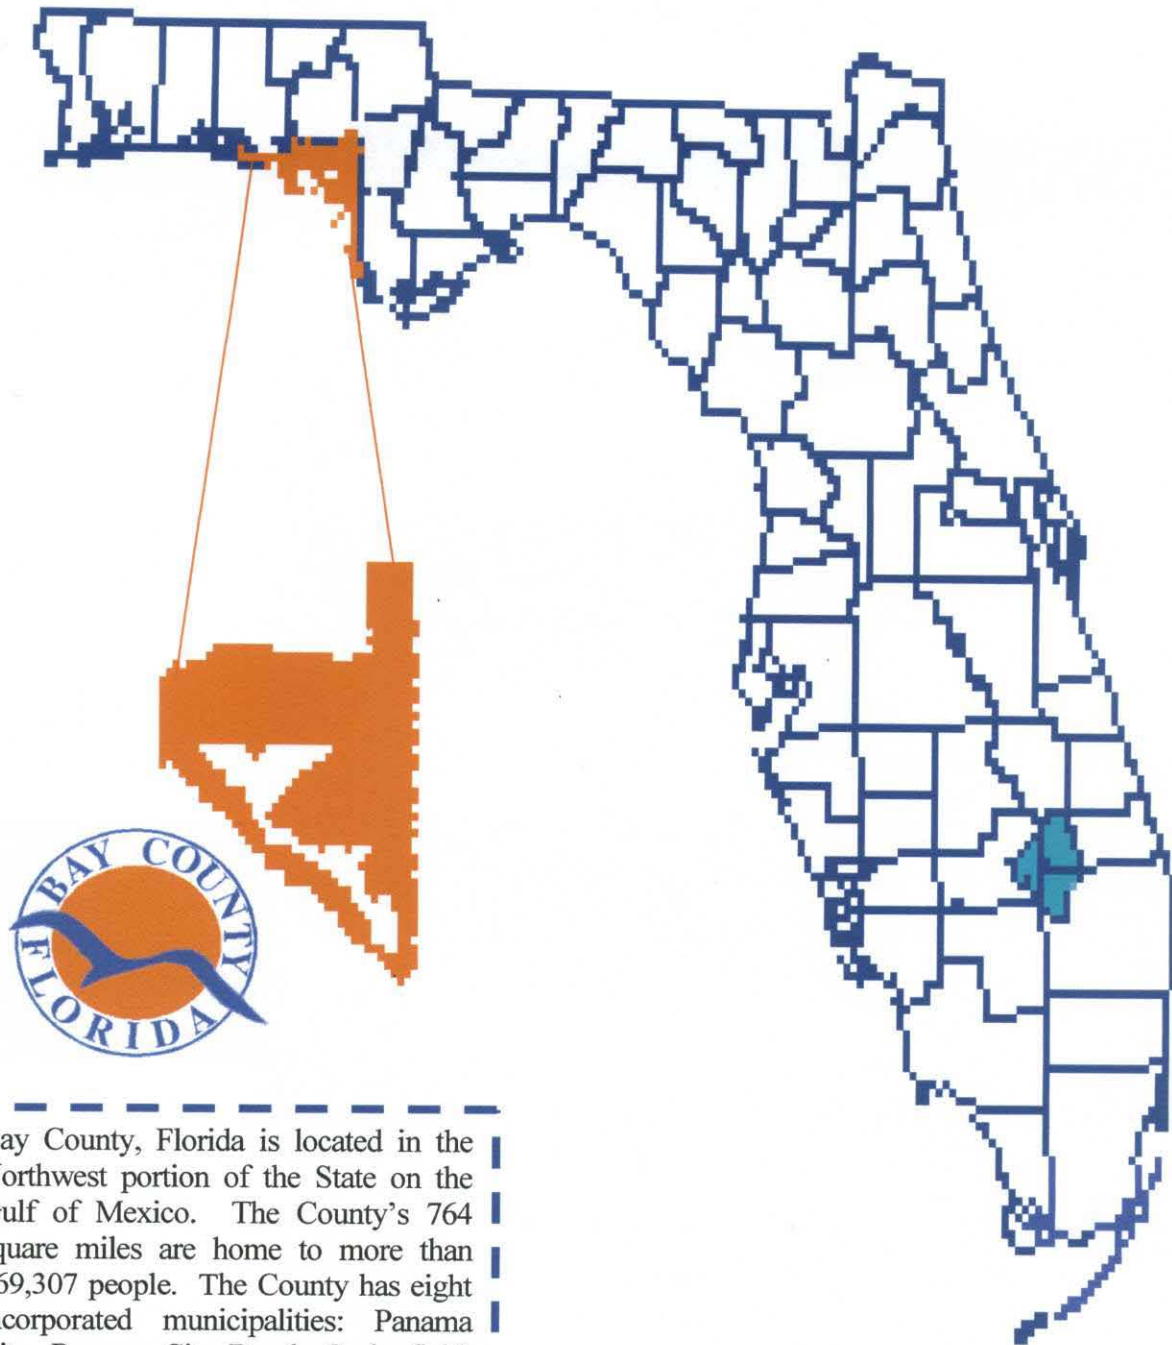 BAY COUNTY
FLORIDA
ay County, Florida is located in the
orthwest portion of the State on the
ulf of Mexico. The County's 764
quare miles are home to more than
69,307 people. The County has eight
corporated municipalities: Panama